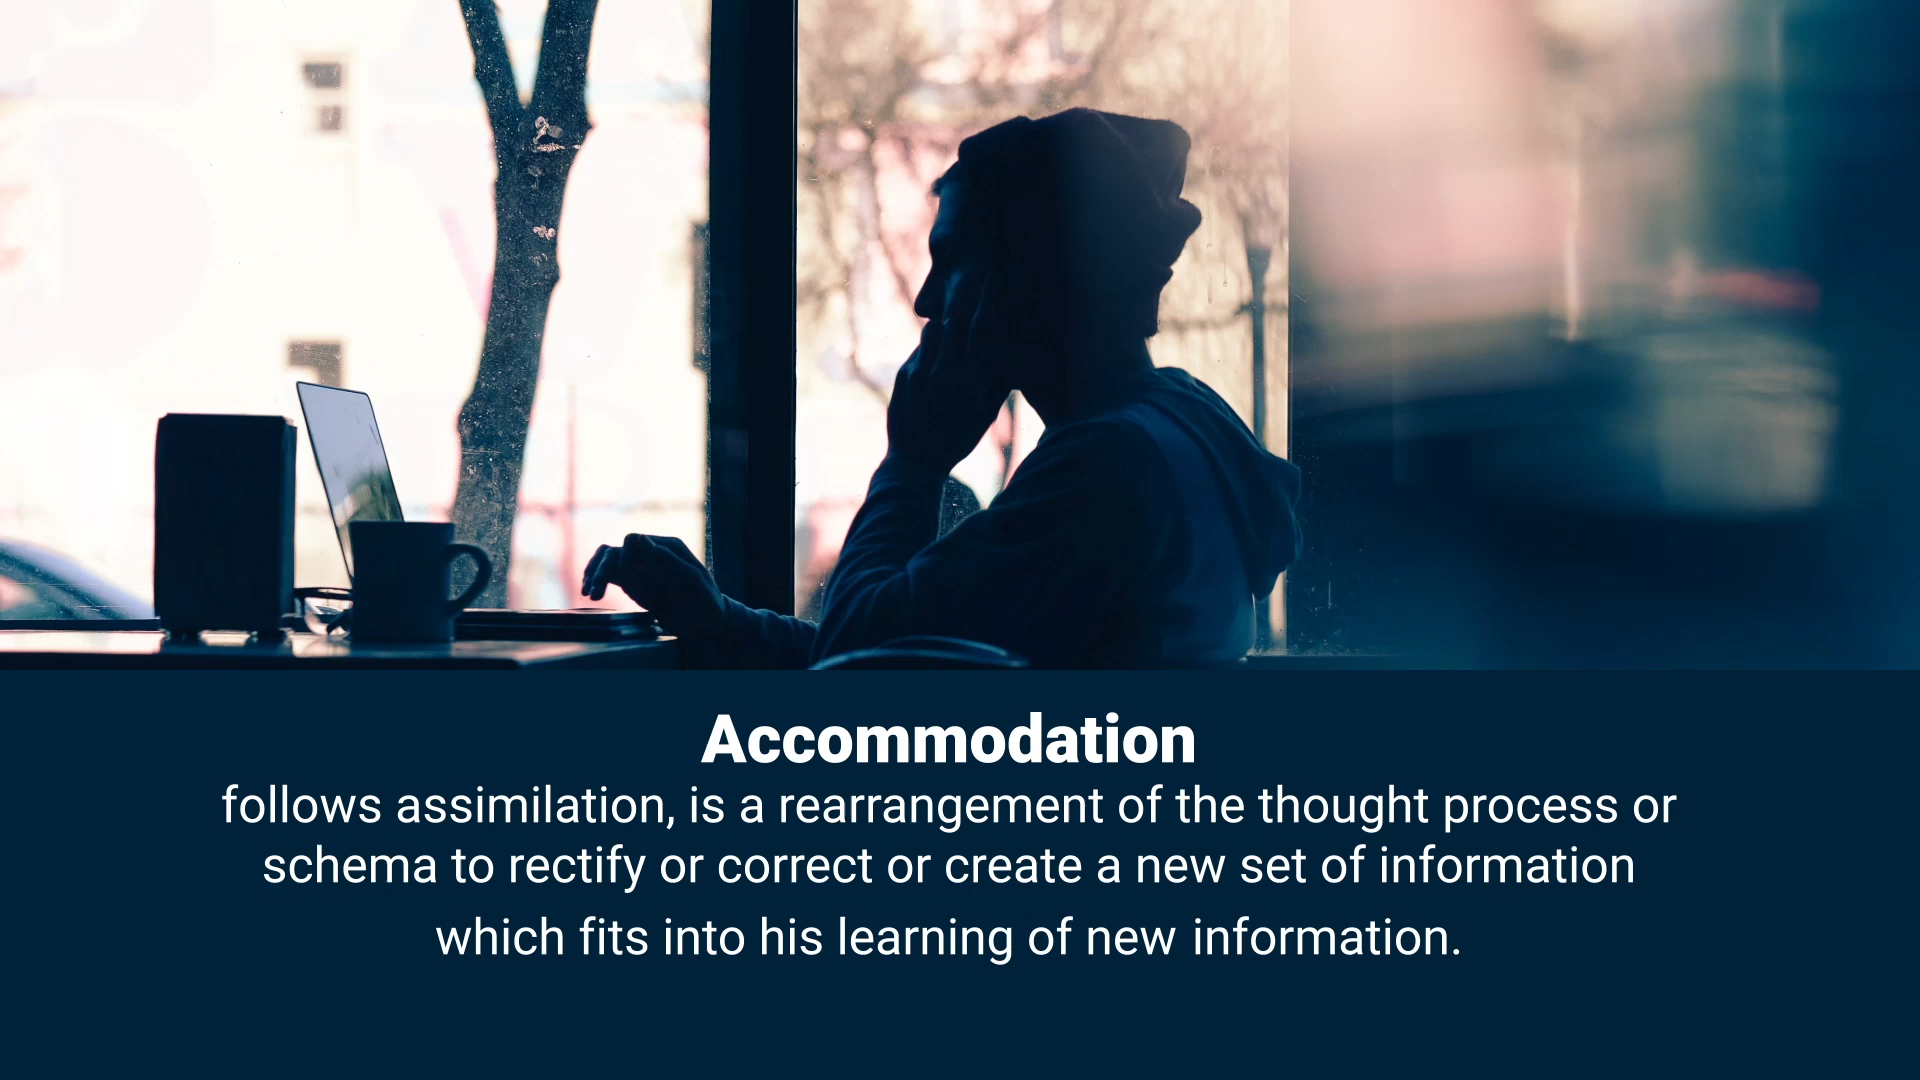 Accommodation
follows assimilation, is a rearrangement of the thought process or
schema to rectify or correct or create a new set of information
which fits into his learning of new information.